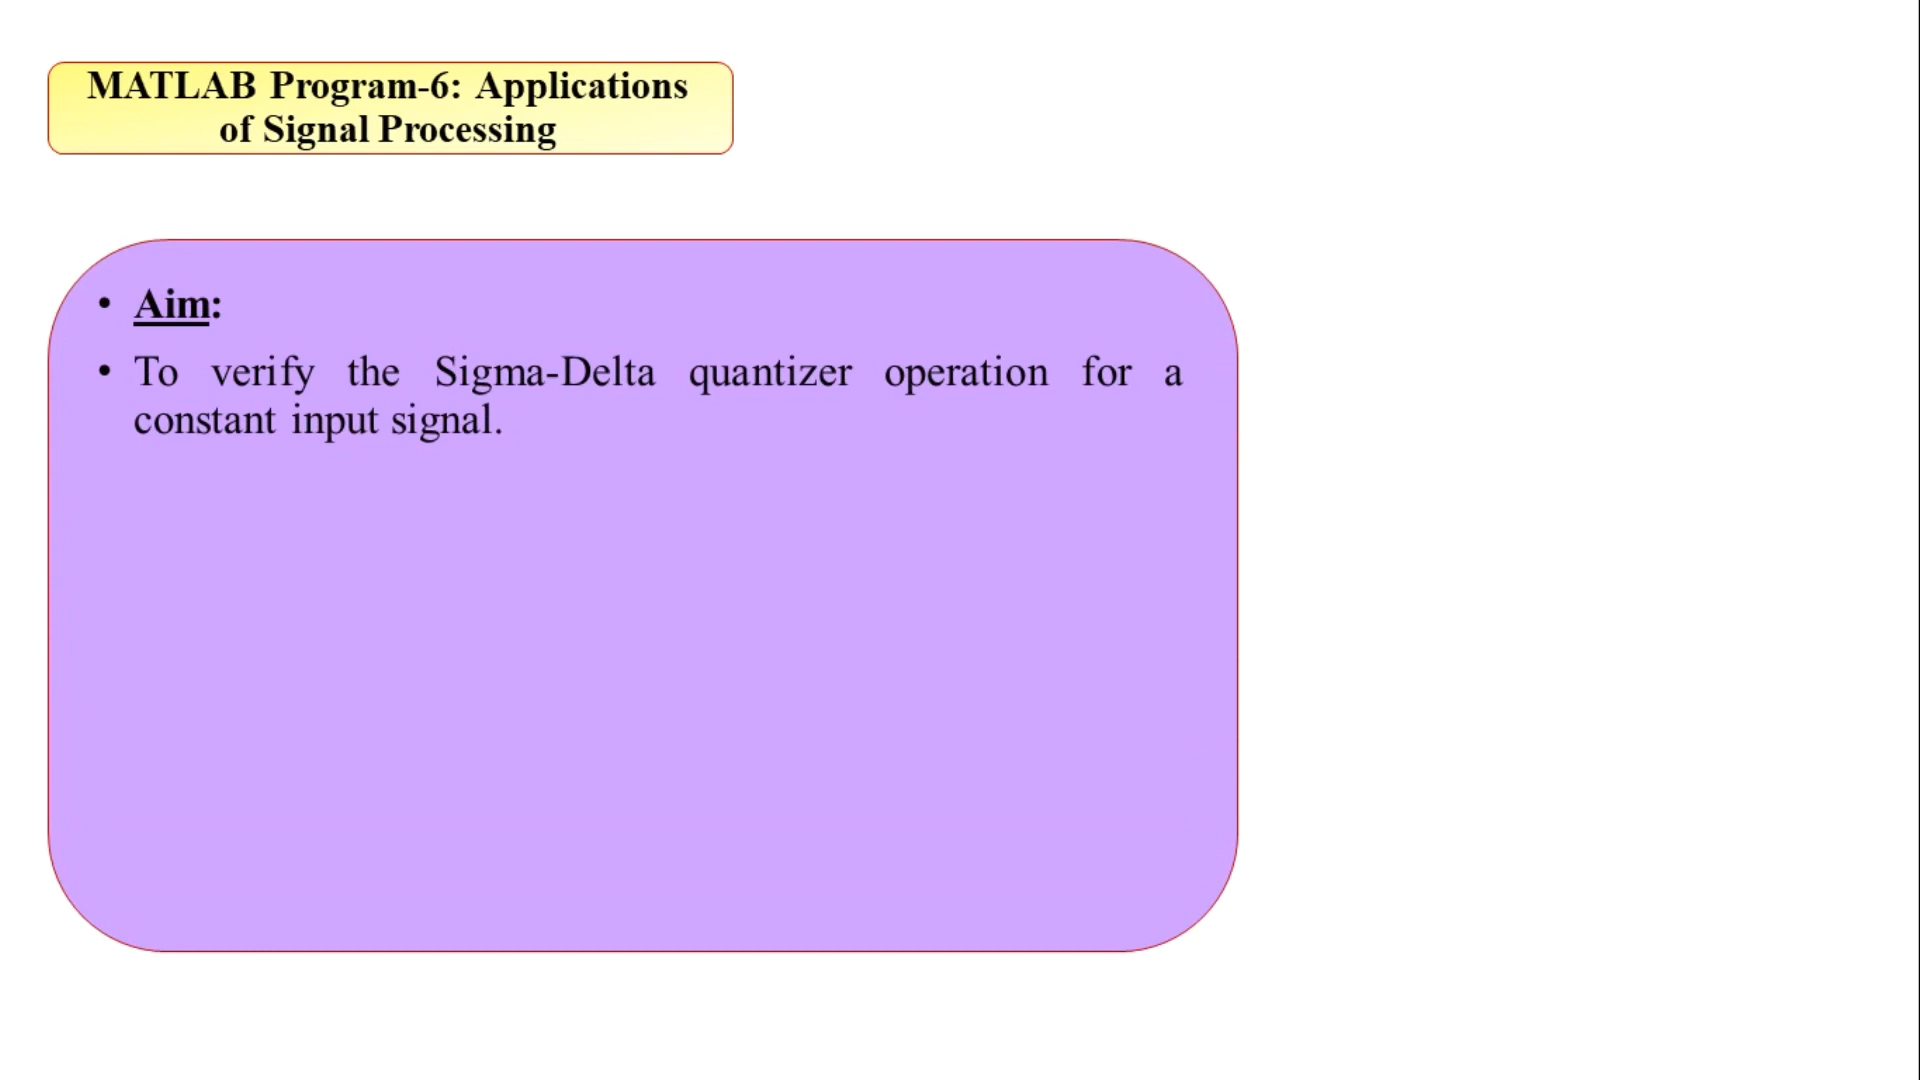 MATLAB Program-6: Applications
of Signal Processing
• Aim:
• To verify the Sigma-Delta quantizer operation for a
constant input signal.